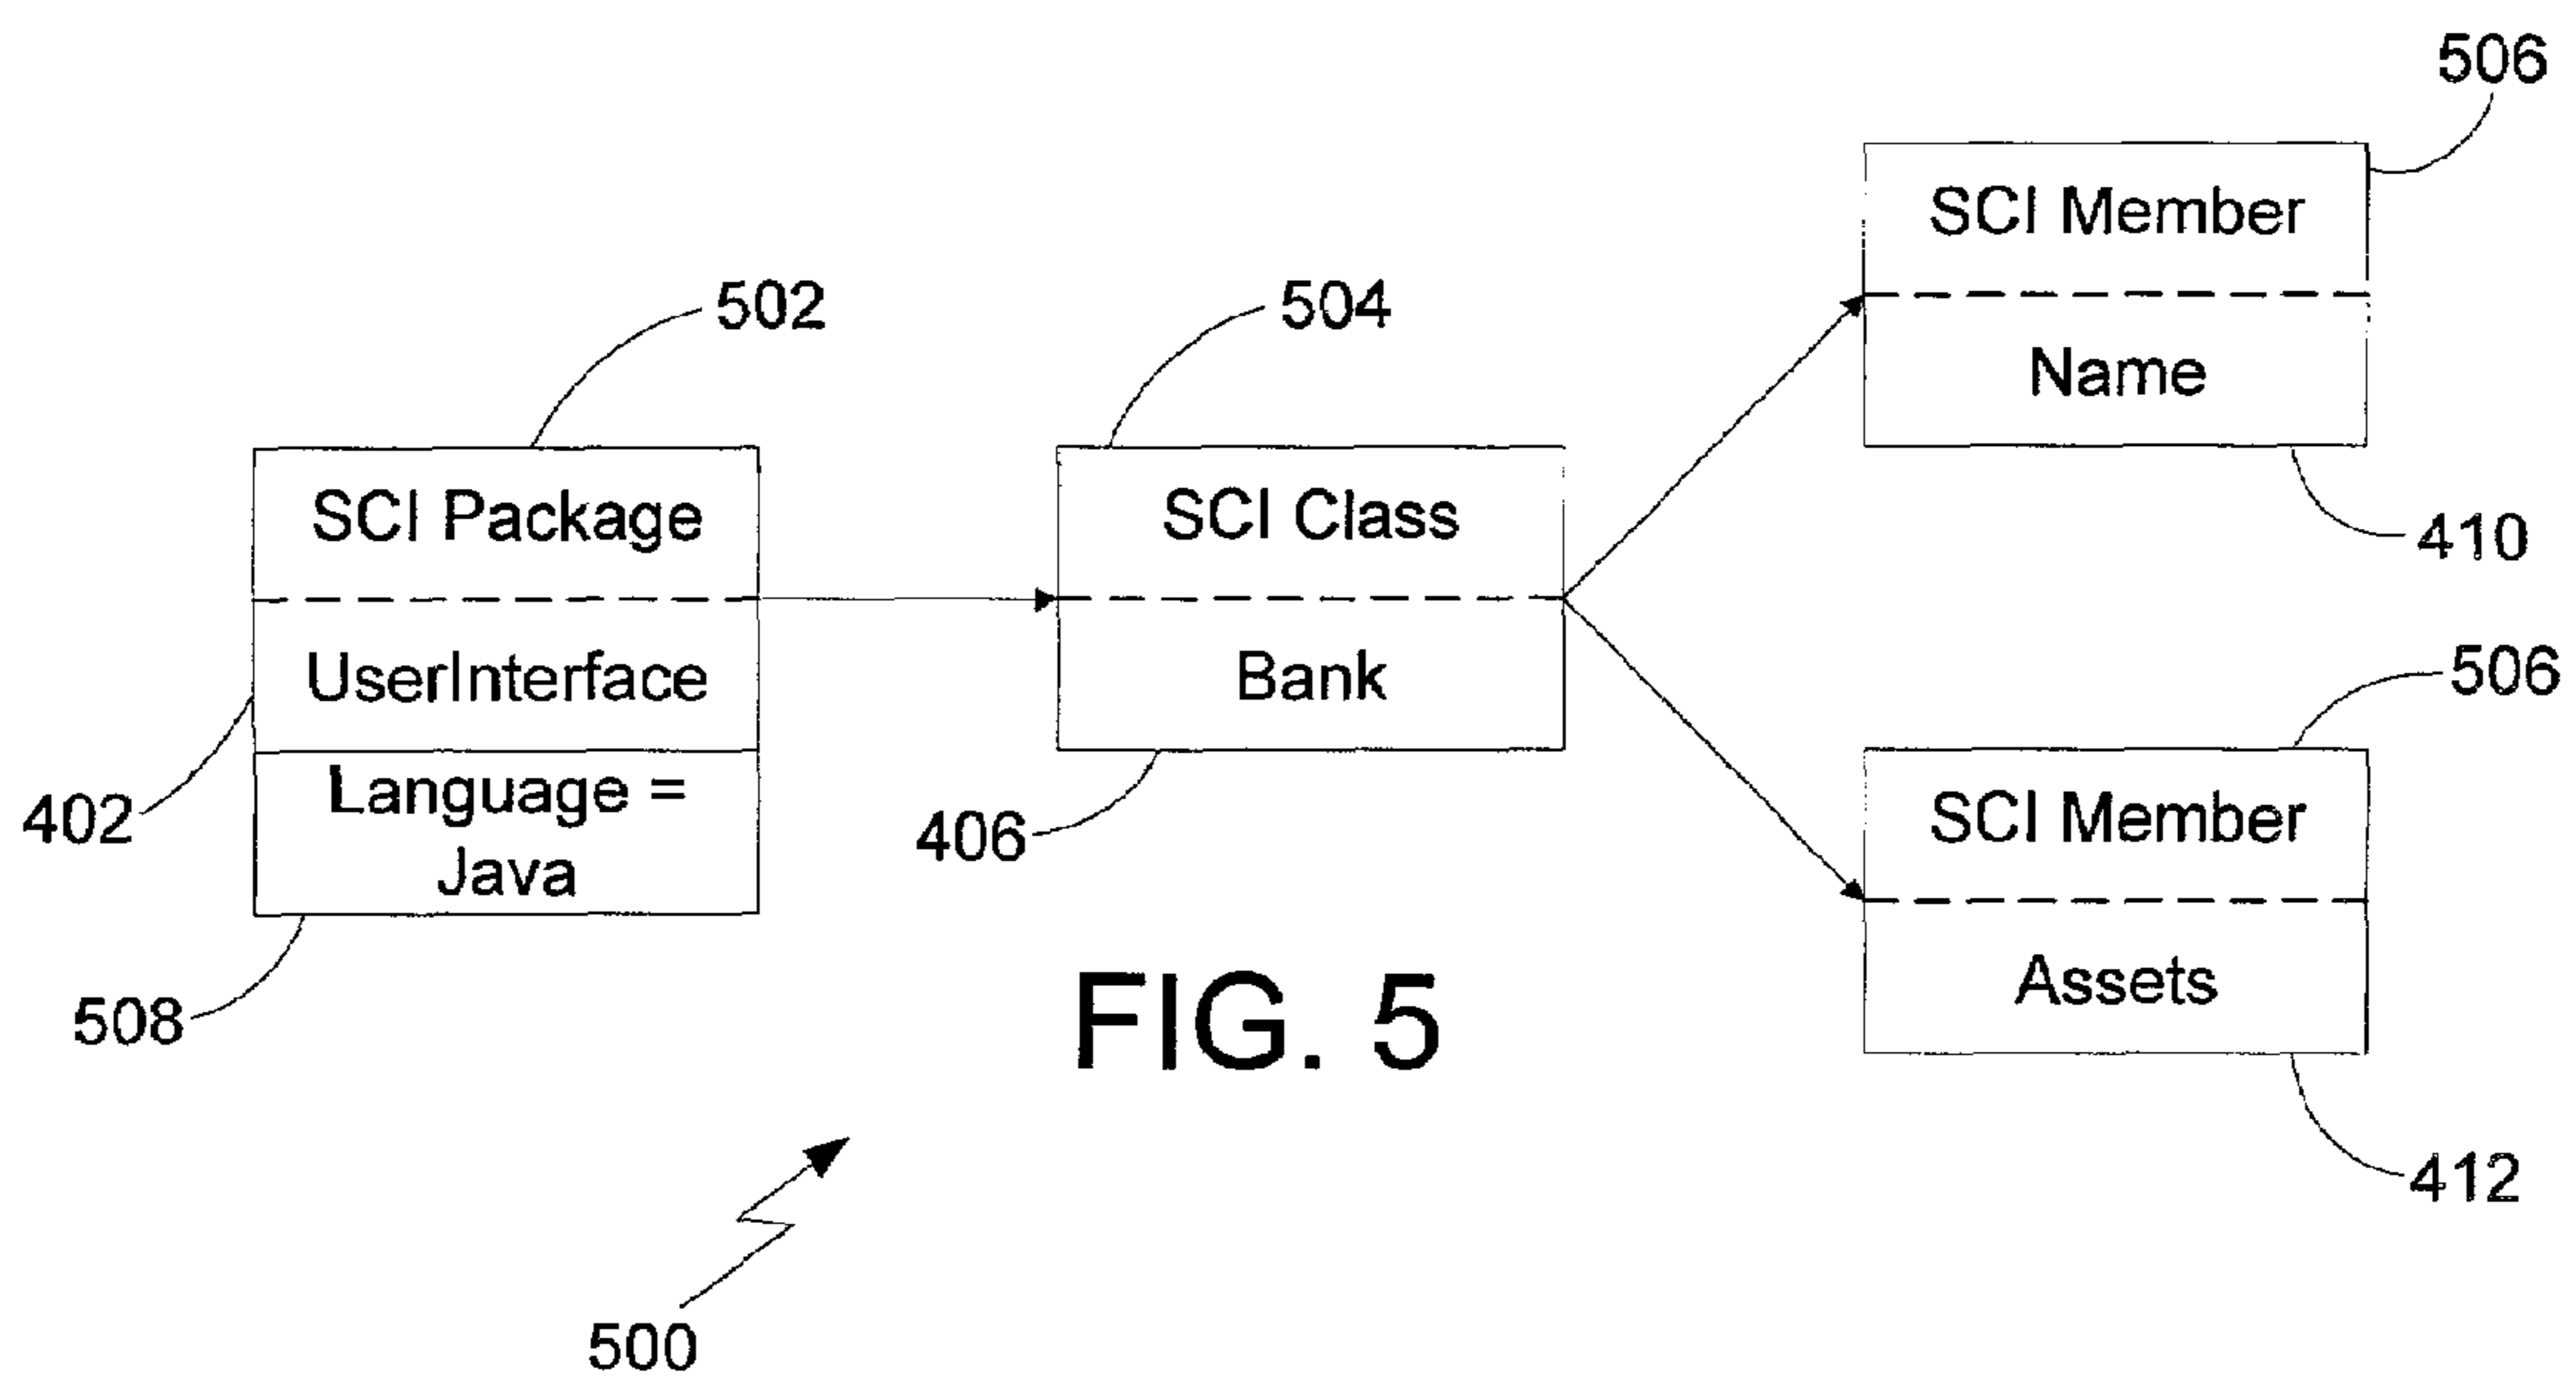 506
SCI Member
Name
410
502
504
SCI Package
UserInterface
Language =
Java
402
508
SCI Class
Bank
406
506
SCI Member
Assets
412
FIG. 5
500